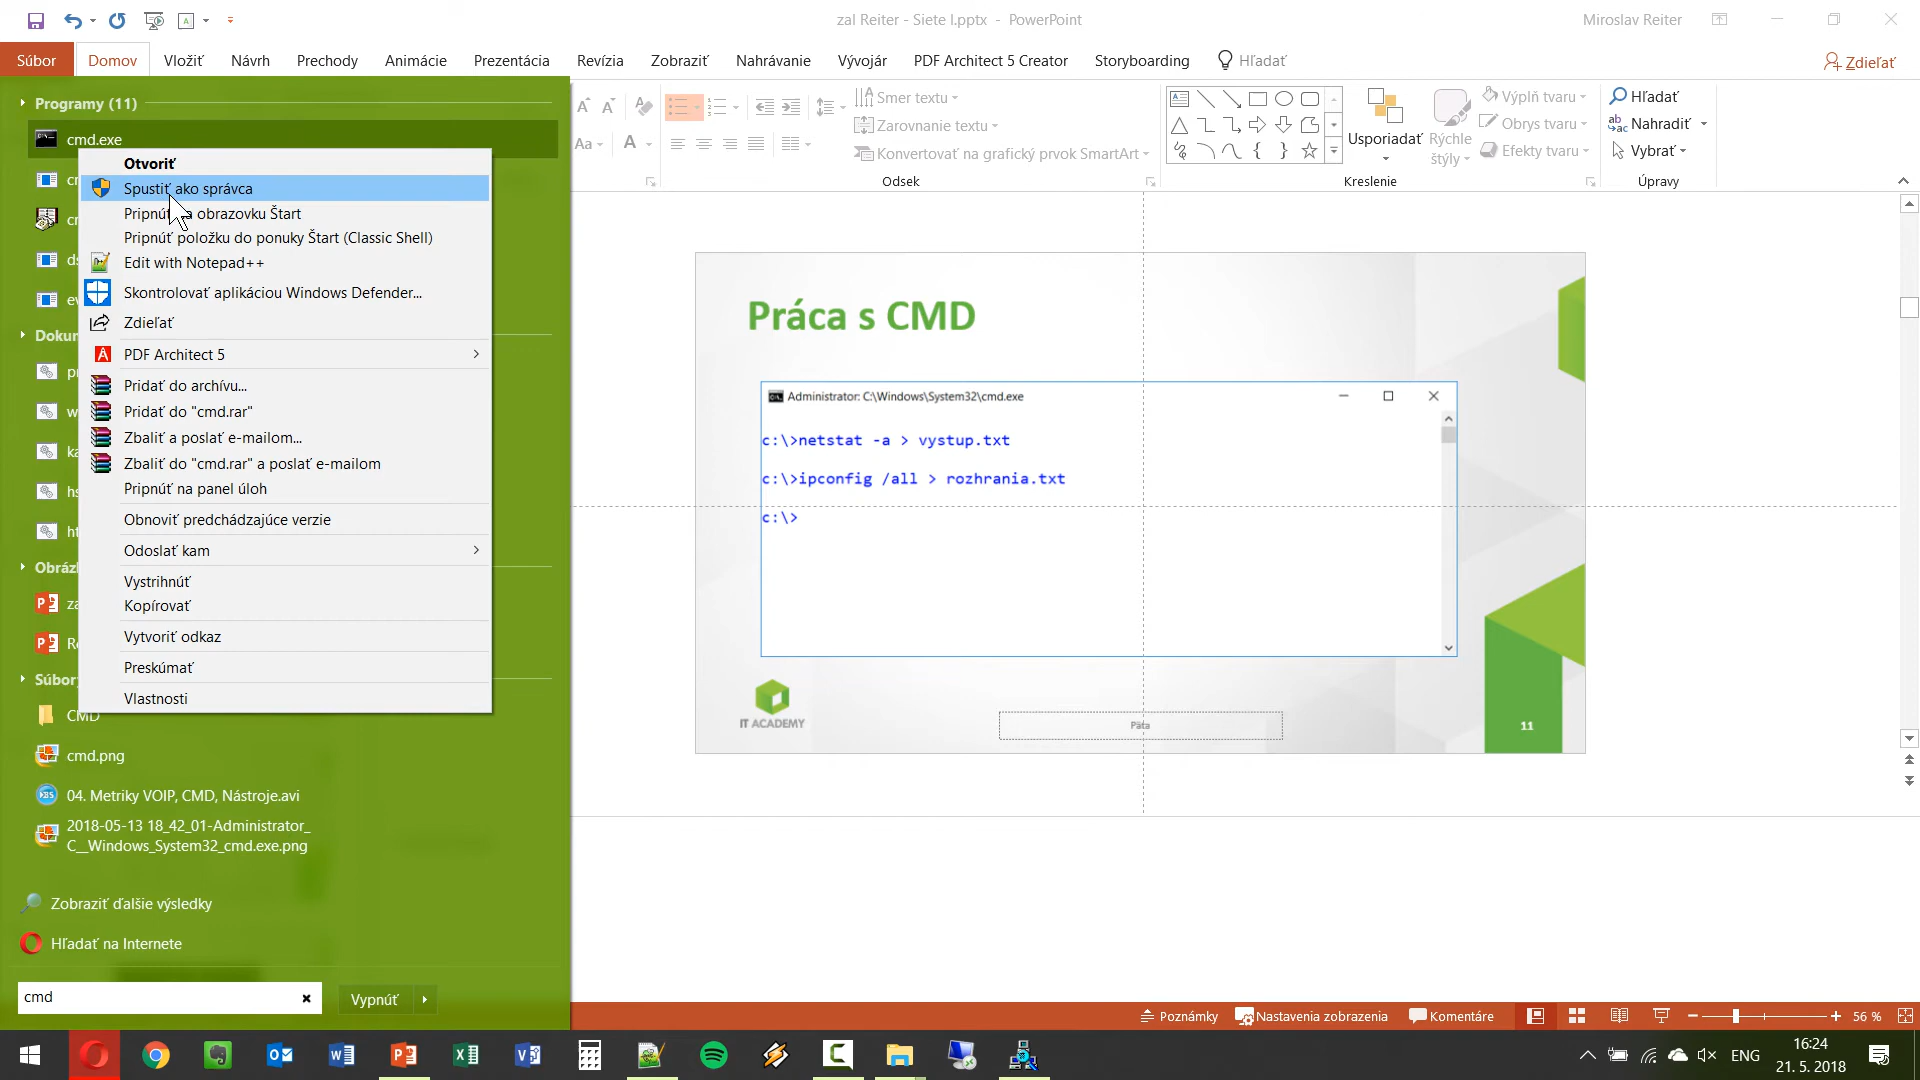 zal Reiter - Siete I.pptx - PowerPoint
Miroslav Reiter
Súbor
Domov
Vložiť
Návrh
Prechody
Animácie
Prezentácia
Revízia
Zobraziť
Nahrávanie
Vývojár
PDF Architect 5 Creator
Storyboarding
Hľadať
Zdieľať
Smer textu
Zarovnanie textu
Konvertovať na grafický prvok SmartArt
Odsek
Usporiadať
Rýchle
štýly
Výplň tvaru
Obrys tvaru
Efekty tvaru
Kreslenie
Hľadať
Nahradiť
Vybrať
Úpravy
Programy (11)
cmd.exe
Otvoriť
Spustiť ako správca
obrazovku Štart
Pripnúť položku do ponuky Štart (Classic Shell)
Edit with Notepad++
Skontrolovať aplikáciou Windows Defender...
Zdieľať
PDF Architect 5
Pridať do archívu...
Pridať do "cmd.rar"
Zbaliť a poslať e-mailom...
Zbaliť do "cmd.rar" a poslať e-mailom
Pripnúť na panel úloh
Obnoviť predchádzajúce verzie
Odoslať kam
Vystrihnúť
Kopírovať
Vytvoriť odkaz
Preskúmať
Vlastnosti
CMD
cmd.png
04. Metriky VOIP, CMD, Nástroje.avi
2018-05-13 18_42_01-Administrator_
C__Windows_System32_cmd.exe.png
Zobraziť ďalšie výsledky
Hľadať na Internete
cmd
Vypnúť
Práca s CMD
Administrator: C:\Windows\System32\cmd.exe
c:\>netstat -a > vystup.txt
c:\>ipconfig /all > rozhrania.txt
c:\>
IT ACADEMY
Päta
11
Poznámky
Nastavenia zobrazenia
Komentáre
56 %
ENG
16:24
21. 5. 2018